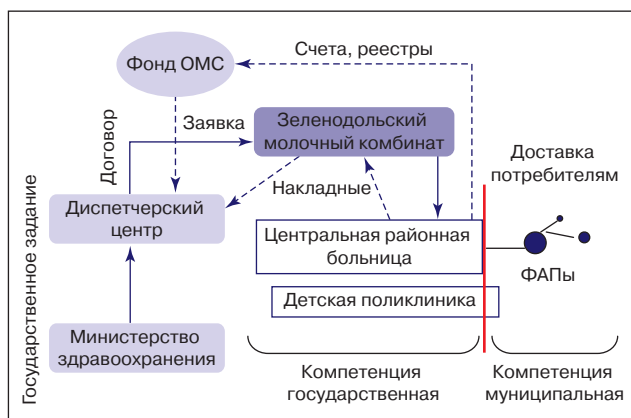 Счета, реестры
Фонд ОМС
Заявка
Договор
Зеленодольский
молочный комбинат
Доставка
потребителям
Накладные
Диспетчерский
центр
Центральная районная
больница
ФАПы
Детская поликлиника
Министерство
здравоохранения
Государственное задание
Компетенция
государственная
Компетенция
муниципальная